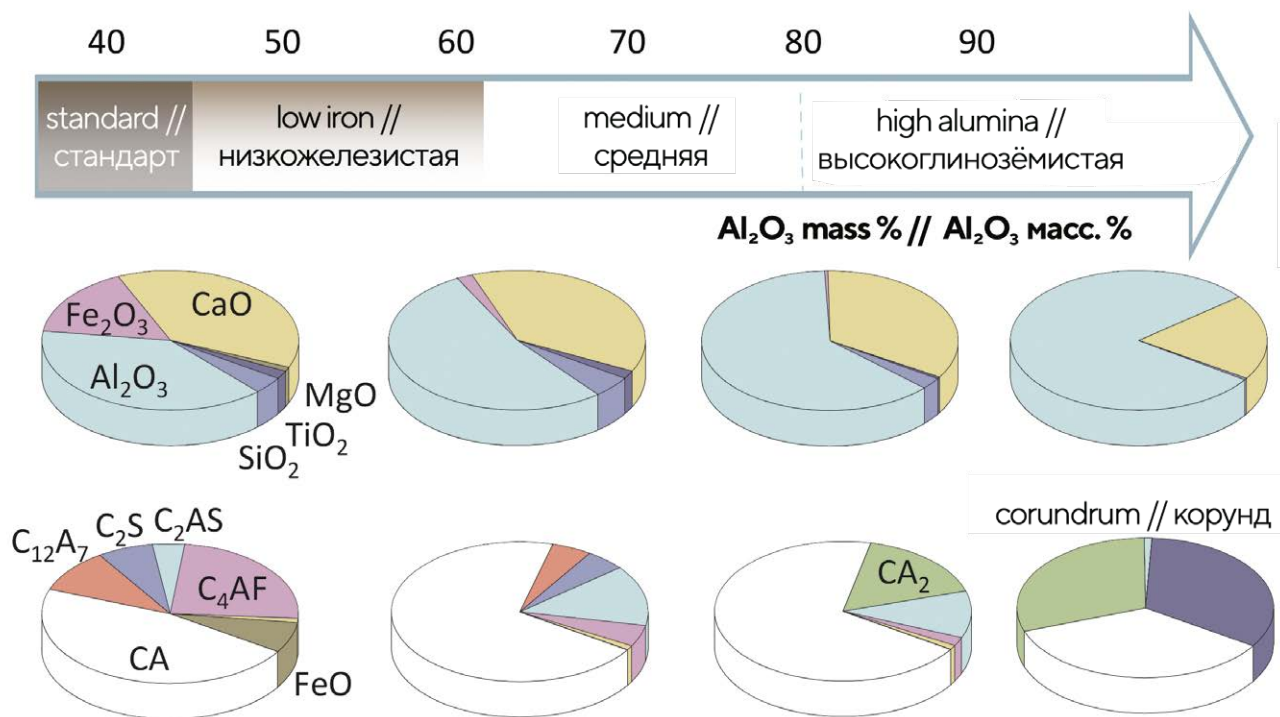 40 50 60 70 80 90
standard // low iron // medium // high alumina //
стандарт низкожелезистая средняя высокоглинозёмистая
Al₂O₃ mass % // Al₂O₃ масс. %
Fe₂O₃ CaO
Al₂O₃
MgO
TiO₂
SiO₂
corundrum // корунд
C₁₂A₇ C₂S C₂AS
C₄AF CA₂
CA
FeO